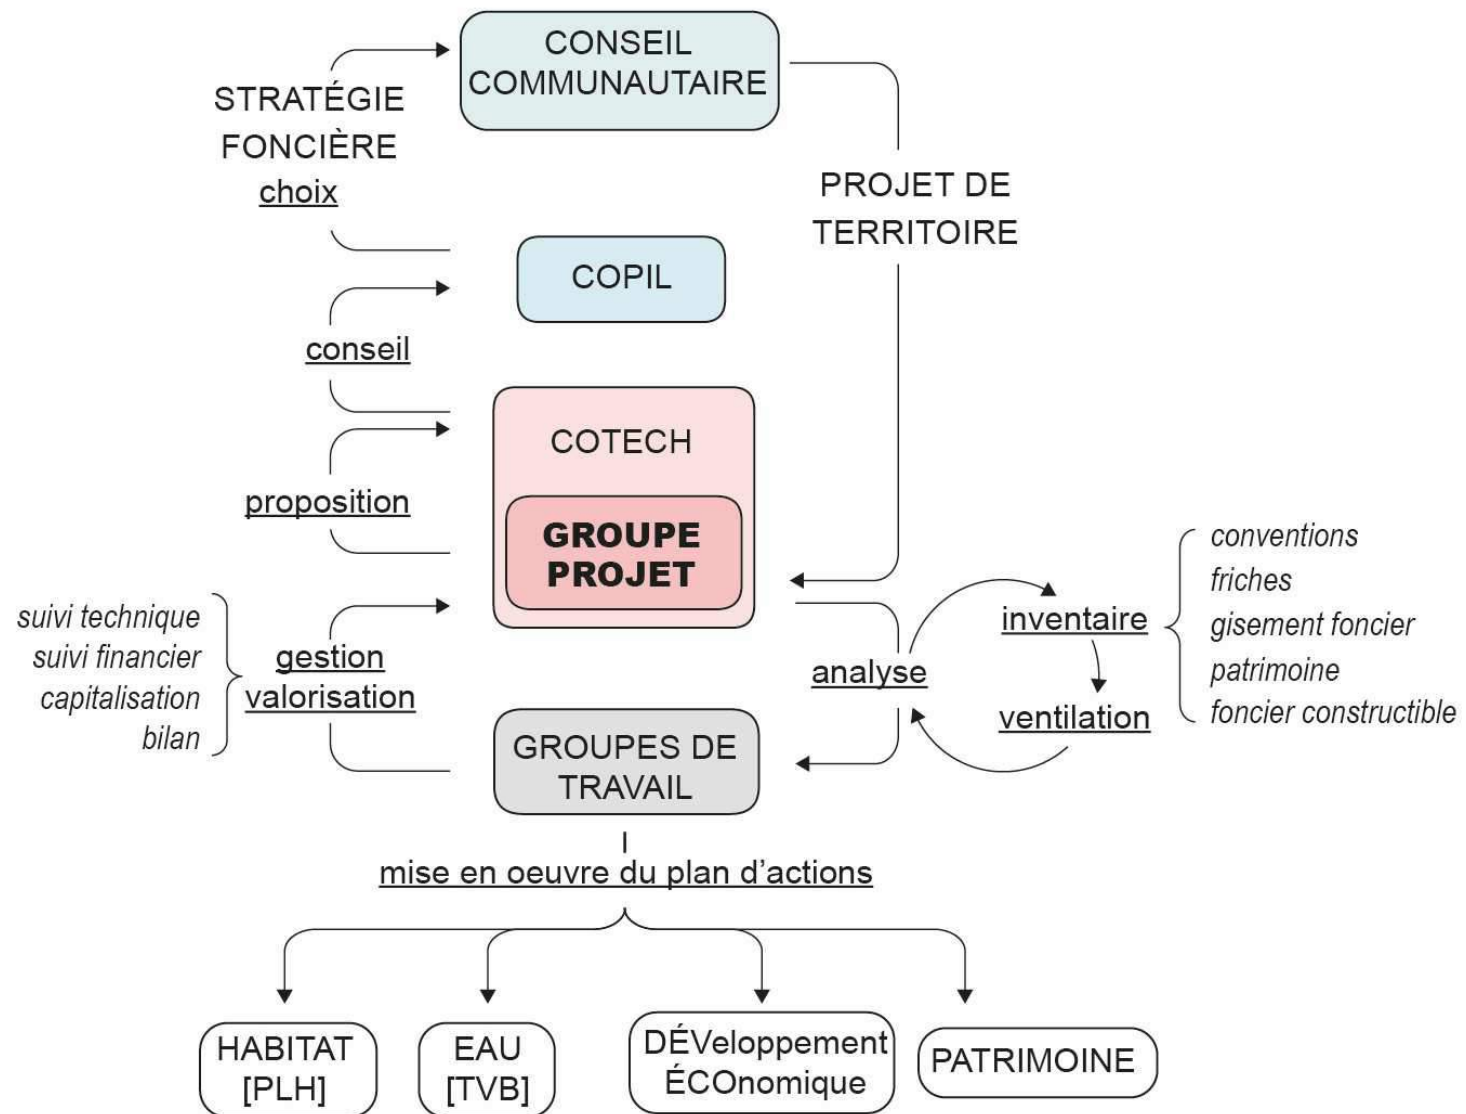 CONSEIL
COMMUNAUTAIRE
STRATÉGIE
FONCIÈRE
choix
PROJET DE
TERRITOIRE
COPIL
conseil
COTECH
proposition
GROUPE
PROJET
suivi technique
suivi financier
capitalisation
bilan
gestion
valorisation
analyse
inventaire
ventilation
conventions
friches
gisement foncier
patrimoine
foncier constructible
GROUPES DE
TRAVAIL
mise en oeuvre du plan d’actions
HABITAT
[PLH]
EAU
[TVB]
DÉVeloppement
ÉCOnomique
PATRIMOINE